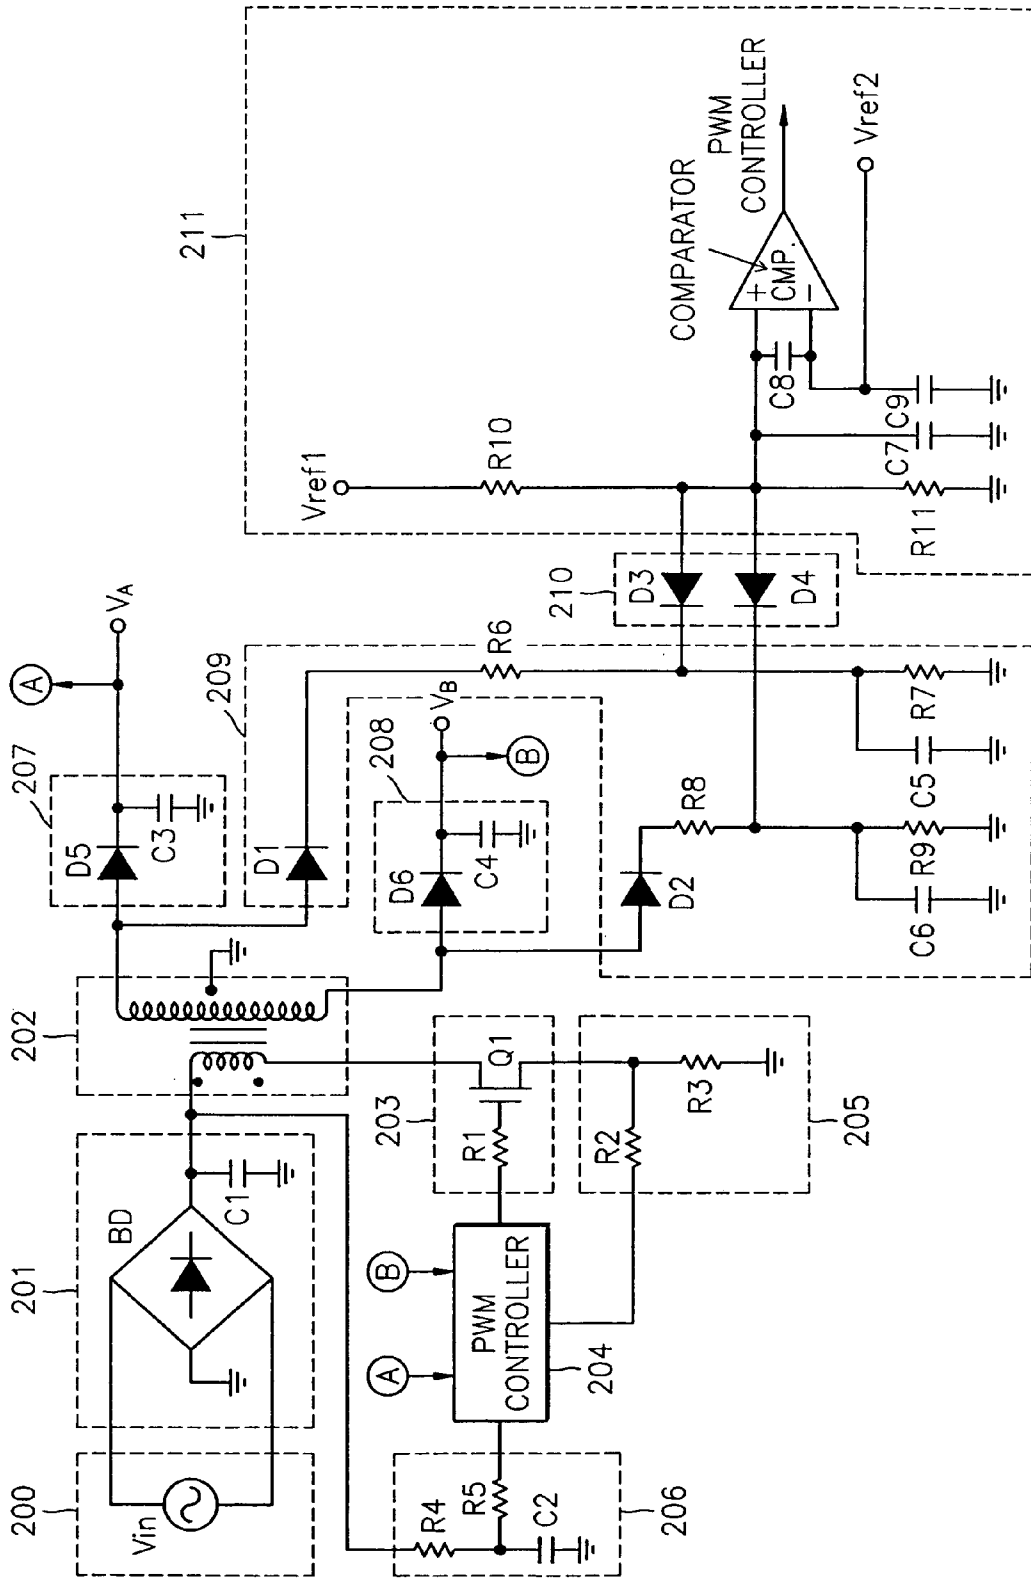 200
Vin
201
BD
C1
202
207
D5
C3
A
VA
209
D1
R6
208
D6
C4
VB
B
D2
R8
C6
R9
C5
R7
203
R1
Q1
205
R2
R3
A
B
PWM
CONTROLLER
204
206
R4
R5
C2
210
D3
D4
211
Vref1
R10
R11
C7
C9
C8
COMPARATOR
+
CMP.
−
PWM
CONTROLLER
Vref2